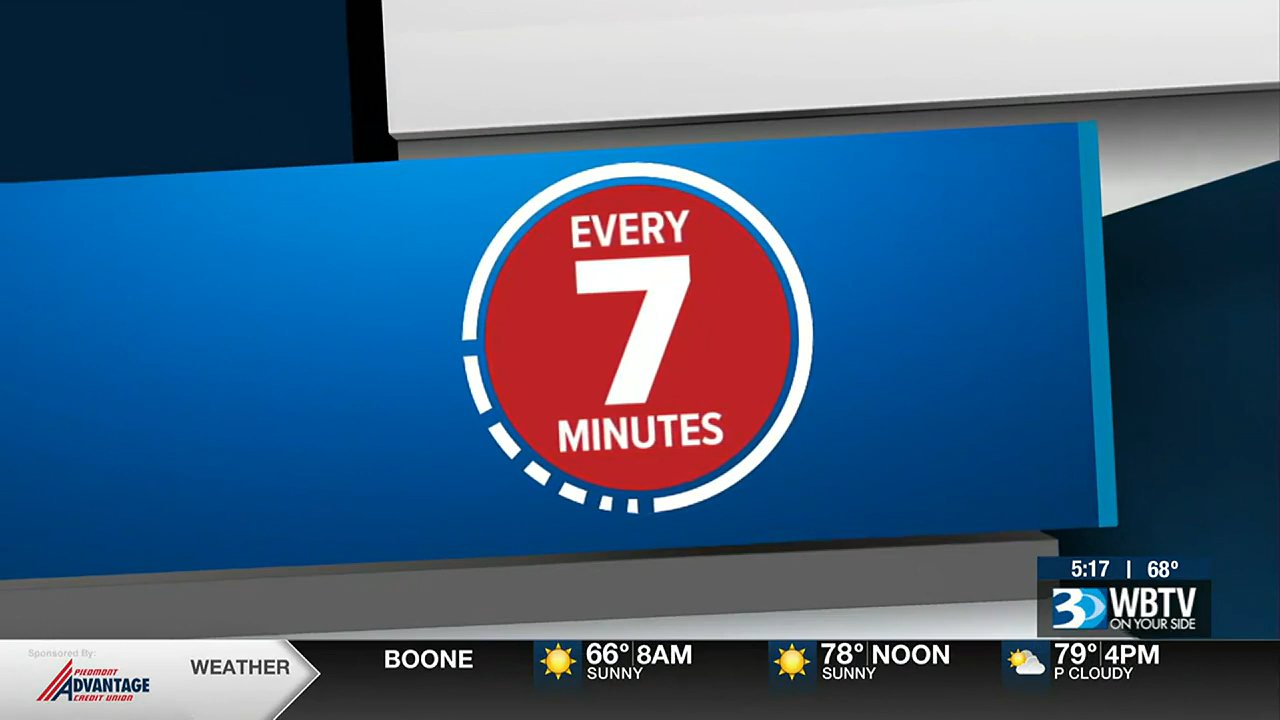 EVERY
7
MINUTES
5:17 | 68°
3 WBTV
ON YOUR SIDE
Sponsored By:
PIEDMONT
ADVANTAGE
CREDIT UNION
WEATHER
BOONE
66° 8AM
SUNNY
78° NOON
SUNNY
79° 4PM
P CLOUDY